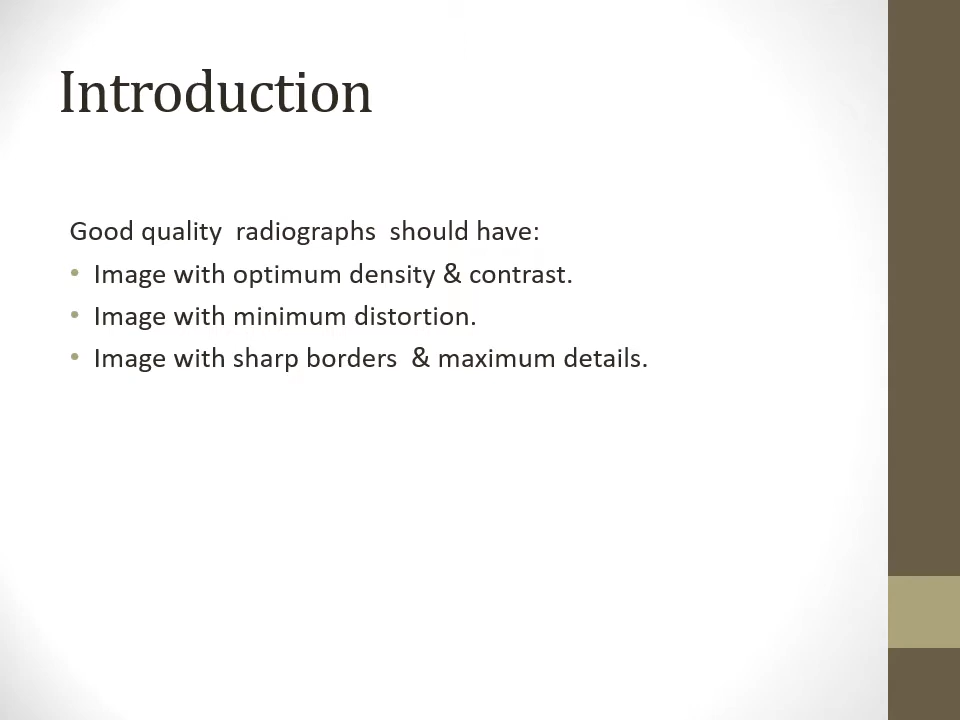 Introduction
Good quality  radiographs  should have:
• Image with optimum density & contrast.
• Image with minimum distortion.
• Image with sharp borders  & maximum details.